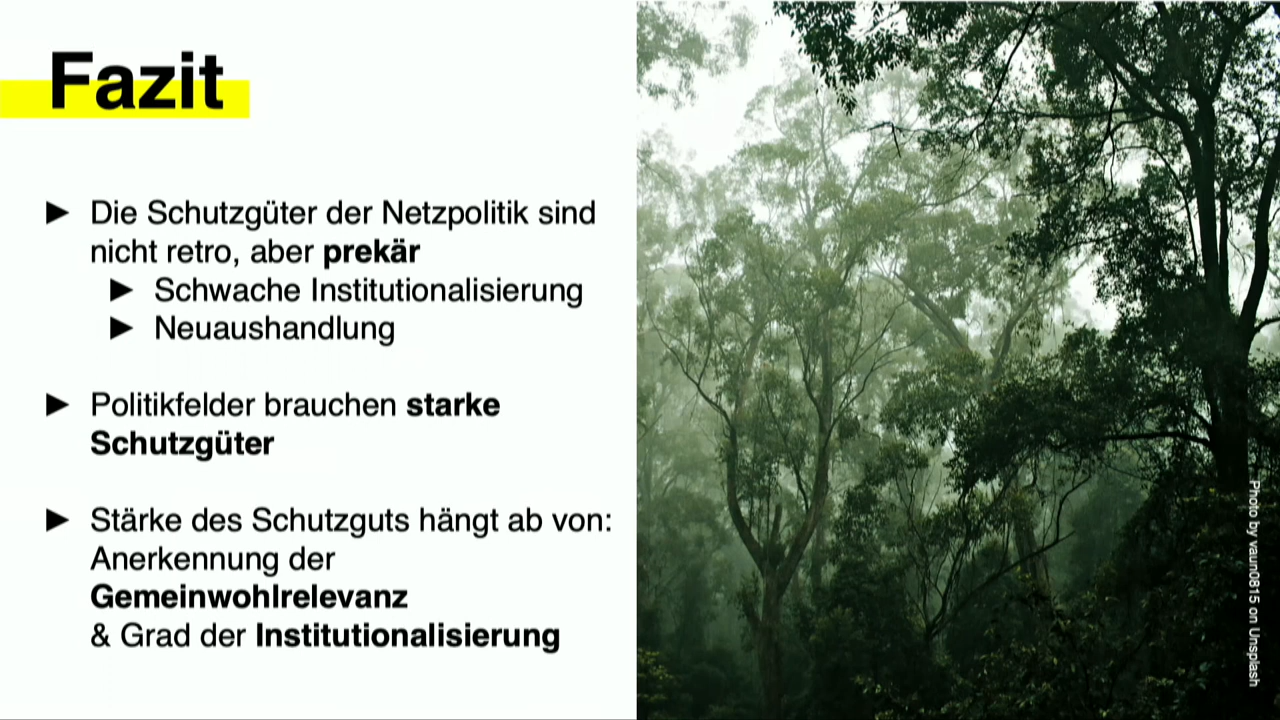 Fazit
► Die Schutzgüter der Netzpolitik sind
nicht retro, aber prekär
► Schwache Institutionalisierung
► Neuaushandlung
► Politikfelder brauchen starke
Schutzgüter
► Stärke des Schutzguts hängt ab von:
Anerkennung der
Gemeinwohlrelevanz
& Grad der Institutionalisierung
Photo by vaun0815 on Unsplash